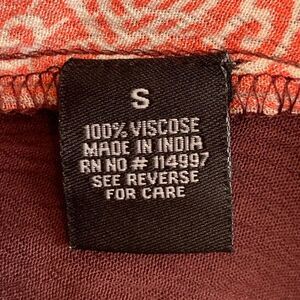 S
100% VISCOSE
MADE IN INDIA
RN NO # 114997
SEE REVERSE
FOR CARE